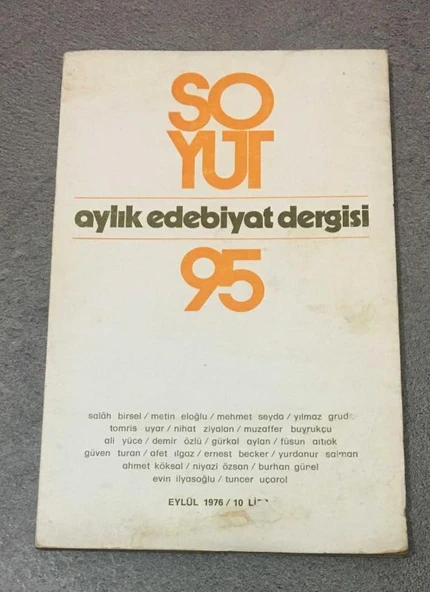 SO
YUT
aylık edebiyat dergisi
95
salâh birsel / metin eloğlu / mehmet seyda / yılmaz grud
tomris uyar / nihat ziyalan / muzaffer buyrukçu
ali yüce / demir özlü / gürkal aylan / füsun altıok
güven turan / afet ılgaz / ernest becker / yurdanur salman
ahmet köksal / niyazi özsan / burhan günel
evin ilyasoğlu / tuncer uçarol
EYLÜL 1976 / 10